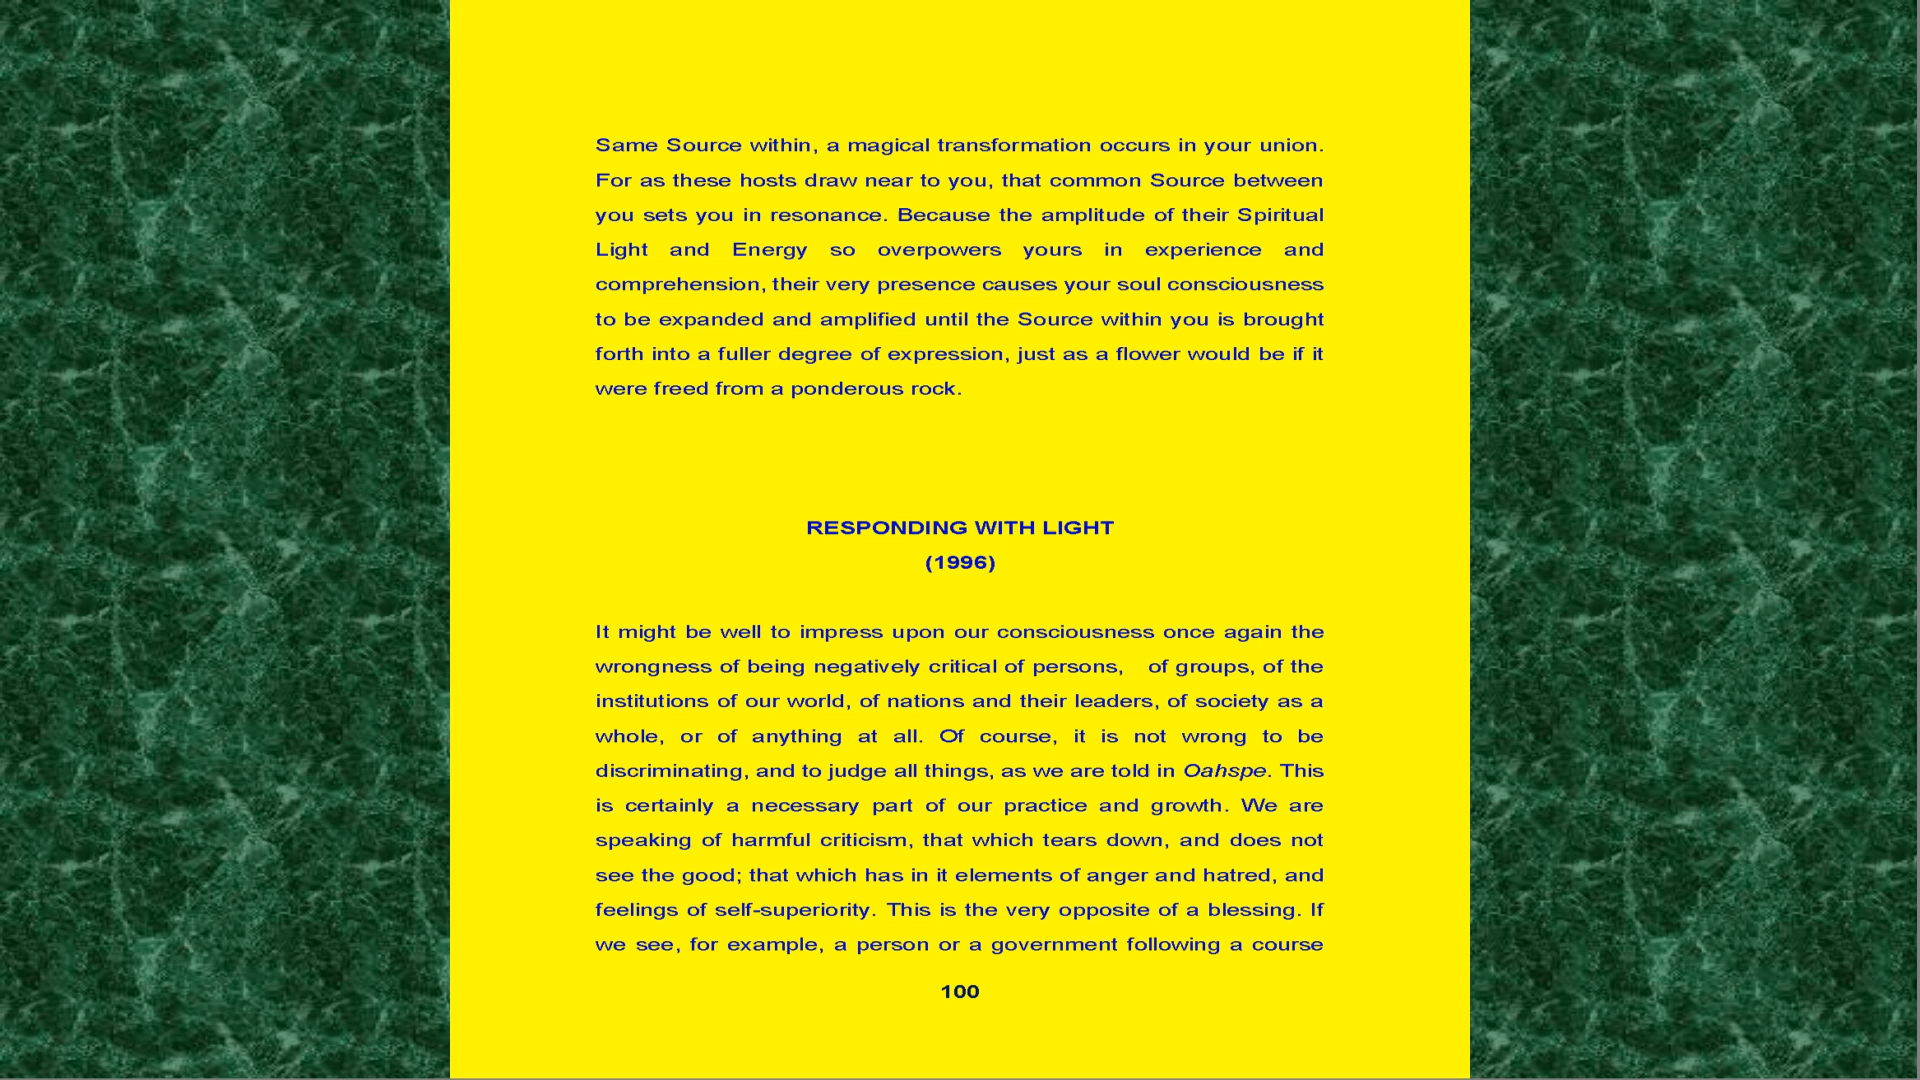 Same Source within, a magical transformation occurs in your union.
For as these hosts draw near to you, that common Source between
you sets you in resonance. Because the amplitude of their Spiritual
Light and Energy so overpowers yours in experience and
comprehension, their very presence causes your soul consciousness
to be expanded and amplified until the Source within you is brought
forth into a fuller degree of expression, just as a flower would be if it
were freed from a ponderous rock.
RESPONDING WITH LIGHT
(1996)
It might be well to impress upon our consciousness once again the
wrongness of being negatively critical of persons, of groups, of the
institutions of our world, of nations and their leaders, of society as a
whole, or of anything at all. Of course, it is not wrong to be
discriminating, and to judge all things, as we are told in Oahspe. This
is certainly a necessary part of our practice and growth. We are
speaking of harmful criticism, that which tears down, and does not
see the good; that which has in it elements of anger and hatred, and
feelings of self-superiority. This is the very opposite of a blessing. If
we see, for example, a person or a government following a course
100